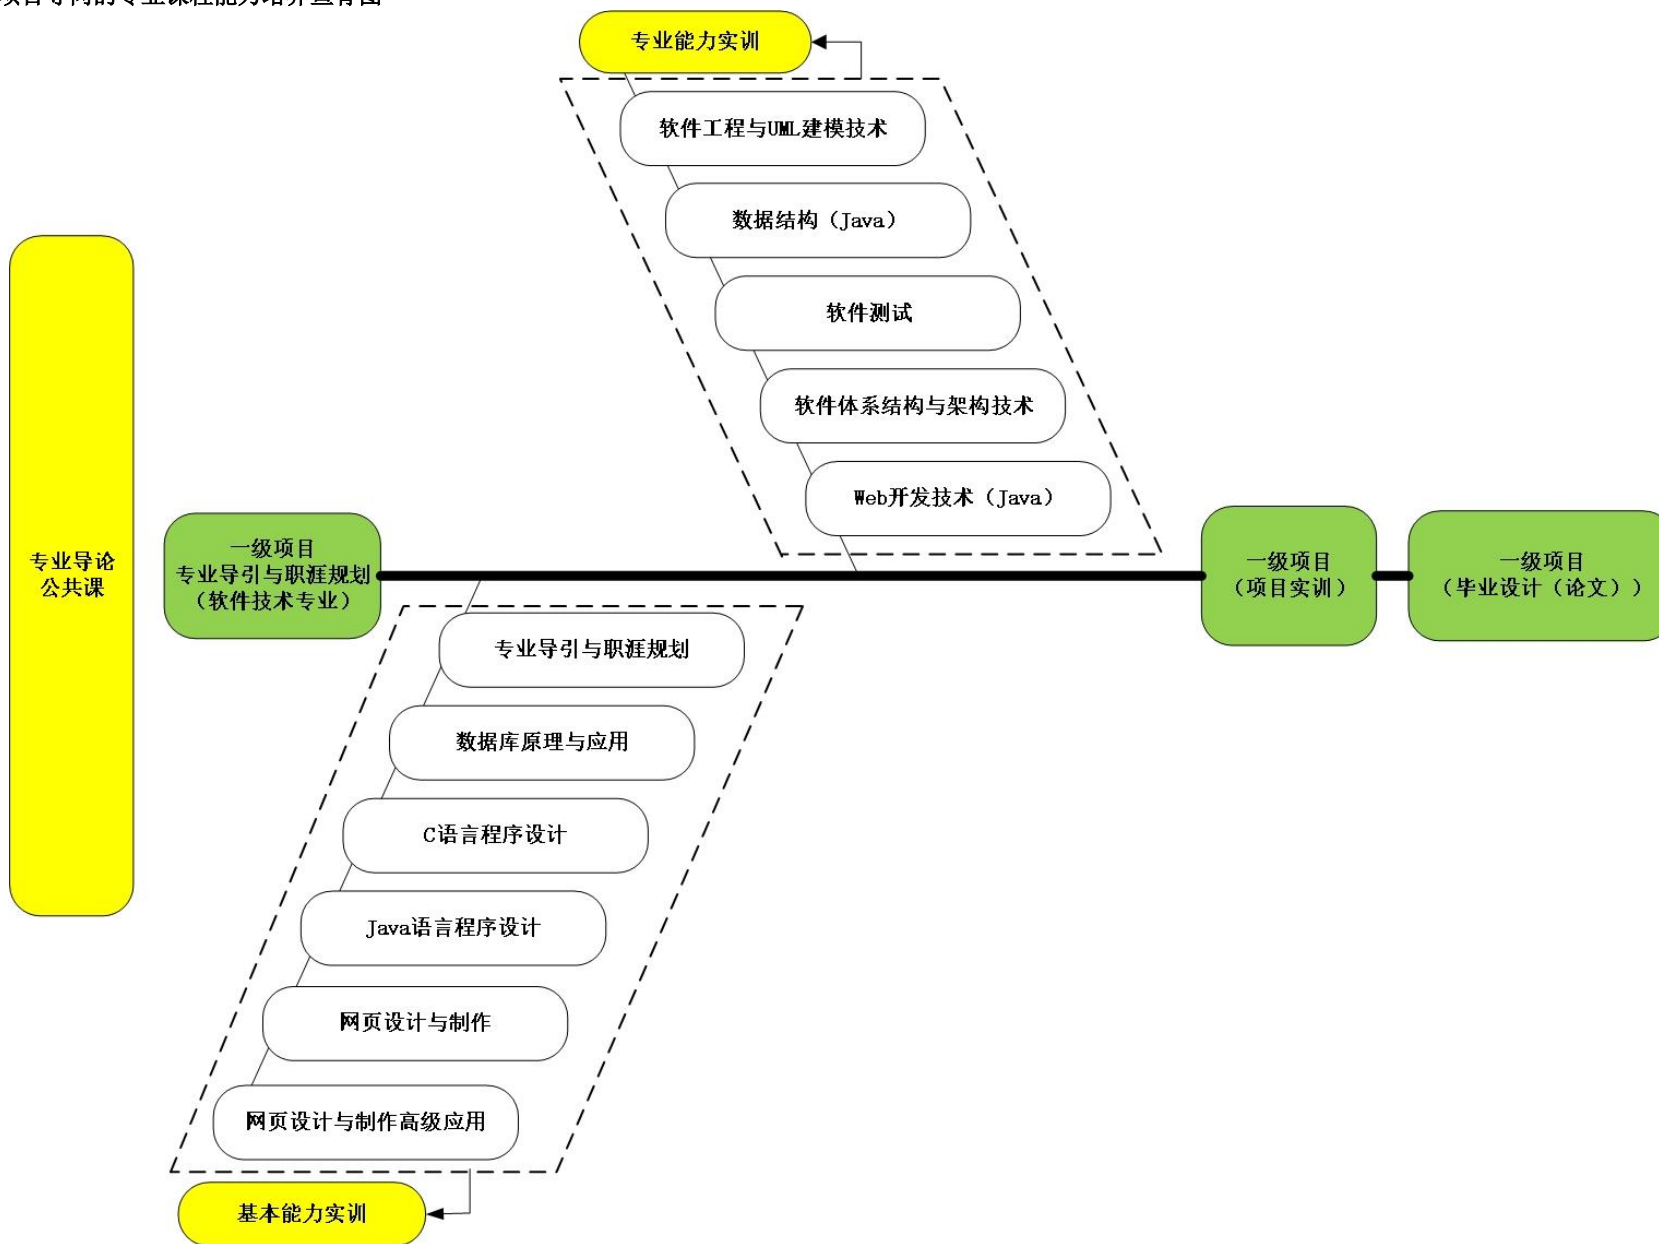 专业能力实训
软件工程与UML建模技术
数据结构（Java）
软件测试
软件体系结构与架构技术
Web开发技术（Java）
专业导论
公共课
一级项目
专业导引与职涯规划
（软件技术专业）
一级项目
（项目实训）
一级项目
（毕业设计（论文））
专业导引与职涯规划
数据库原理与应用
C语言程序设计
Java语言程序设计
网页设计与制作
网页设计与制作高级应用
基本能力实训